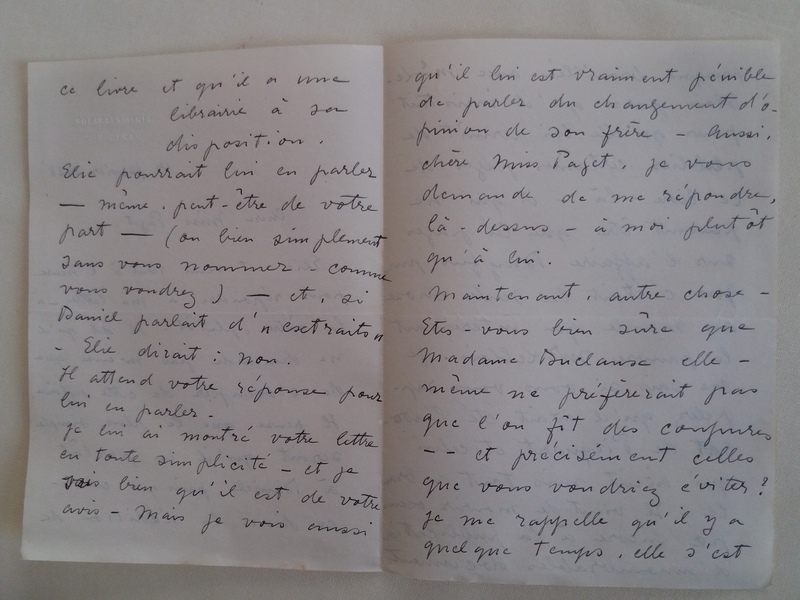 ce livre et qu'il a une
librairie à sa
disposition.
Elie pourrait lui en parler
— même, peut-être de votre
part — (ou bien simplement
sans vous nommer - comme
vous voudrez) — et, si
Daniel parlait d'"extraits"
- Elie dirait : non.
Il attend votre réponse pour
lui en parler.
Je lui ai montré votre lettre
en toute simplicité - et je
vois bien qu'il est de votre
avis - Mais je vois aussi
qu'il lui est vraiment pénible
de parler du changement d'o-
pinion de son frère - Aussi,
chère Miss Paget, je vous
demande de me répondre,
là-dessus - à moi plutôt
qu'à lui.
Maintenant, autre chose -
Etes-vous bien sûre que
Madame Duclaux elle -
même ne préfèrerait pas
que l'on fît des coupures
-- et précisément celles
que vous voudriez éviter ?
Je me rappelle qu'il y a
quelque temps, elle s'est